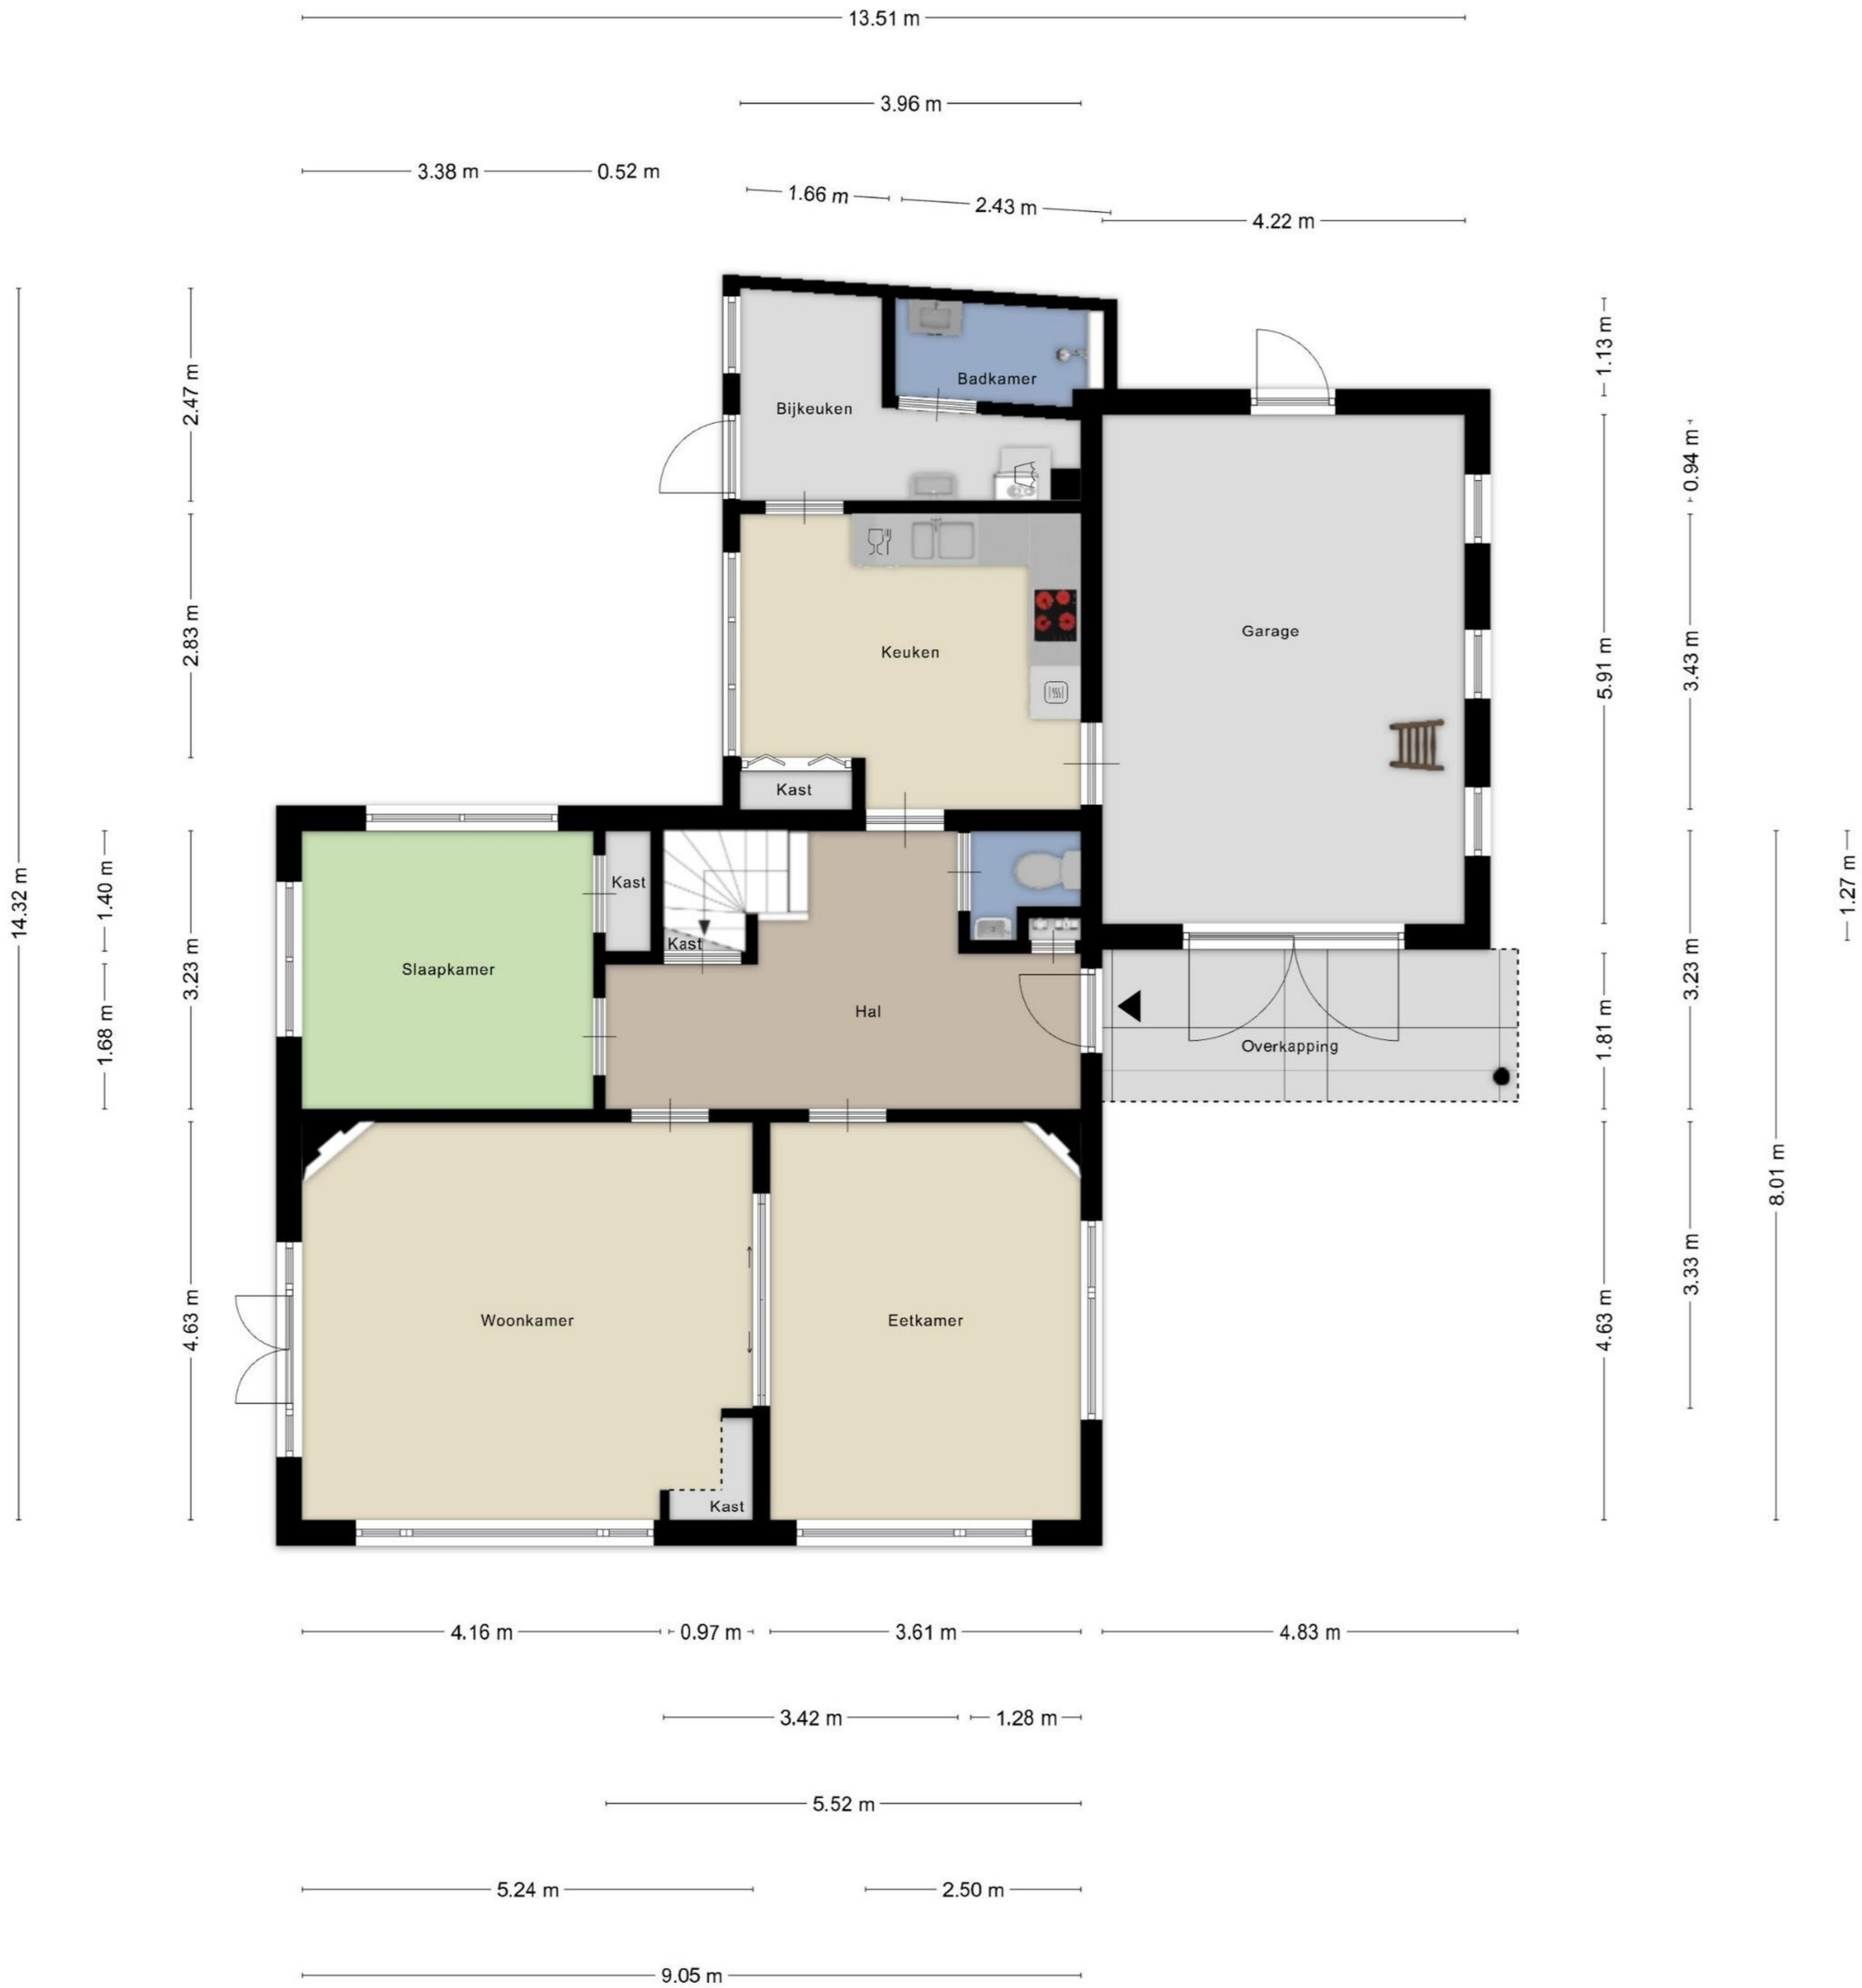 13.51 m
3.96 m
3.38 m
0.52 m
1.66 m
2.43 m
4.22 m
14.32 m
2.47 m
2.83 m
1.40 m
3.23 m
1.68 m
4.63 m
Bijkeuken
Badkamer
Keuken
Kast
Garage
Kast
Kast
Slaapkamer
Hal
Overkapping
Woonkamer
Eetkamer
Kast
1.13 m
0.94 m
5.91 m
3.43 m
1.27 m
3.23 m
1.81 m
8.01 m
3.33 m
4.63 m
4.16 m
0.97 m
3.61 m
4.83 m
3.42 m
1.28 m
5.52 m
5.24 m
2.50 m
9.05 m